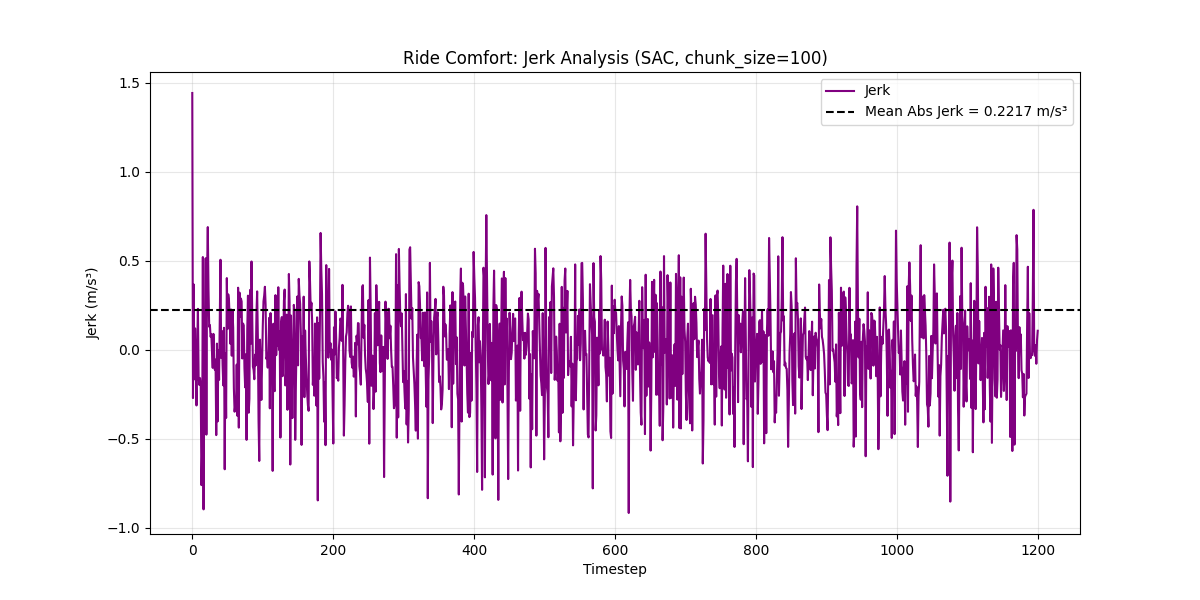 Ride Comfort: Jerk Analysis (SAC, chunk_size=100)
Jerk
Mean Abs Jerk = 0.2217 m/s³
Jerk (m/s³)
1.5
1.0
0.5
0.0
−0.5
−1.0
0 200 400 600 800 1000 1200
Timestep